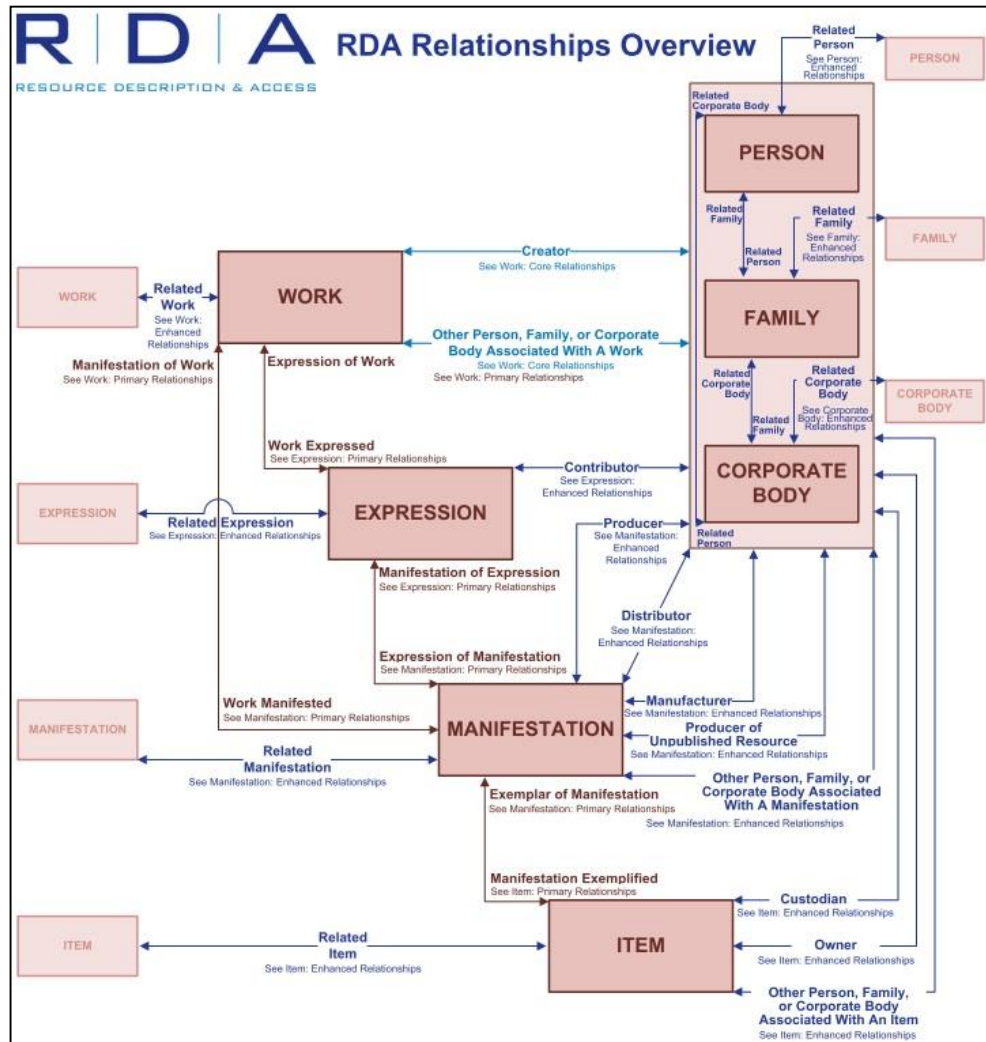 R D A
RESOURCE DESCRIPTION & ACCESS
RDA Relationships Overview
Related
Person
See Person:
Enhanced
Relationships
PERSON
Related
Corporate Body
PERSON
Related
Family
Related
Person
Related
Family
See Family:
Enhanced
Relationships
FAMILY
Creator
See Work: Core Relationships
WORK
Related
Work
See Work:
Enhanced
Relationships
WORK
FAMILY
Other Person, Family, or Corporate
Body Associated With A Work
See Work: Core Relationships
See Work: Primary Relationships
Manifestation of Work
See Work: Primary Relationships
Expression of Work
Related
Corporate
Body
Related
Family
Related
Corporate
Body
See Corporate
Body: Enhanced
Relationships
CORPORATE
BODY
Work Expressed
See Expression: Primary Relationships
Contributor
See Expression:
Enhanced Relationships
CORPORATE
BODY
EXPRESSION
Related Expression
See Expression: Enhanced Relationships
EXPRESSION
Producer
See Manifestation:
Enhanced
Relationships
Related
Person
Manifestation of Expression
See Expression: Primary Relationships
Distributor
See Manifestation:
Enhanced Relationships
Expression of Manifestation
See Manifestation: Primary Relationships
Work Manifested
See Manifestation: Primary Relationships
MANIFESTATION
MANIFESTATION
Manufacturer
See Manifestation: Enhanced Relationships
Producer of
Unpublished Resource
See Manifestation: Enhanced Relationships
Related
Manifestation
See Manifestation: Enhanced Relationships
Exemplar of Manifestation
See Manifestation: Primary Relationships
Other Person, Family, or
Corporate Body Associated
With A Manifestation
See Manifestation: Enhanced Relationships
Manifestation Exemplified
See Item: Primary Relationships
Custodian
See Item: Enhanced Relationships
ITEM
Related
Item
See Item: Enhanced Relationships
ITEM
Owner
See Item: Enhanced Relationships
Other Person, Family,
or Corporate Body
Associated With An Item
See Item: Enhanced Relationships